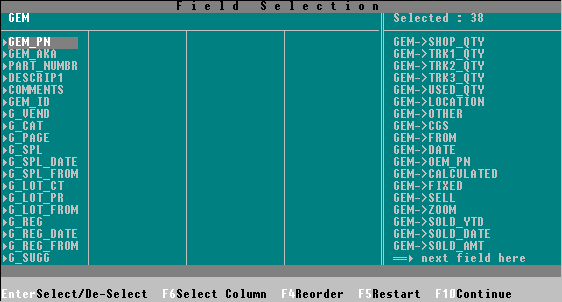 Field Selection
GEM
Selected : 38
GEM_PN
GEM_AKA
PART_NUMBR
DESCRIP1
COMMENTS
GEM_ID
G_VEND
G_CAT
G_PAGE
G_SPL
G_SPL_DATE
G_SPL_FROM
G_LOT_CT
G_LOT_PR
G_LOT_FROM
G_REG
G_REG_DATE
G_REG_FROM
G_SUGG
GEM->SHOP_QTY
GEM->TRK1_QTY
GEM->TRK2_QTY
GEM->TRK3_QTY
GEM->USED_QTY
GEM->LOCATION
GEM->OTHER
GEM->CGS
GEM->FROM
GEM->DATE
GEM->OEM_PN
GEM->CALCULATED
GEM->FIXED
GEM->SELL
GEM->ZOOM
GEM->SOLD_YTD
GEM->SOLD_DATE
GEM->SOLD_AMT
next field here
Enter Select/De-Select F6 Select Column F4 Reorder F5 Restart F10 Continue